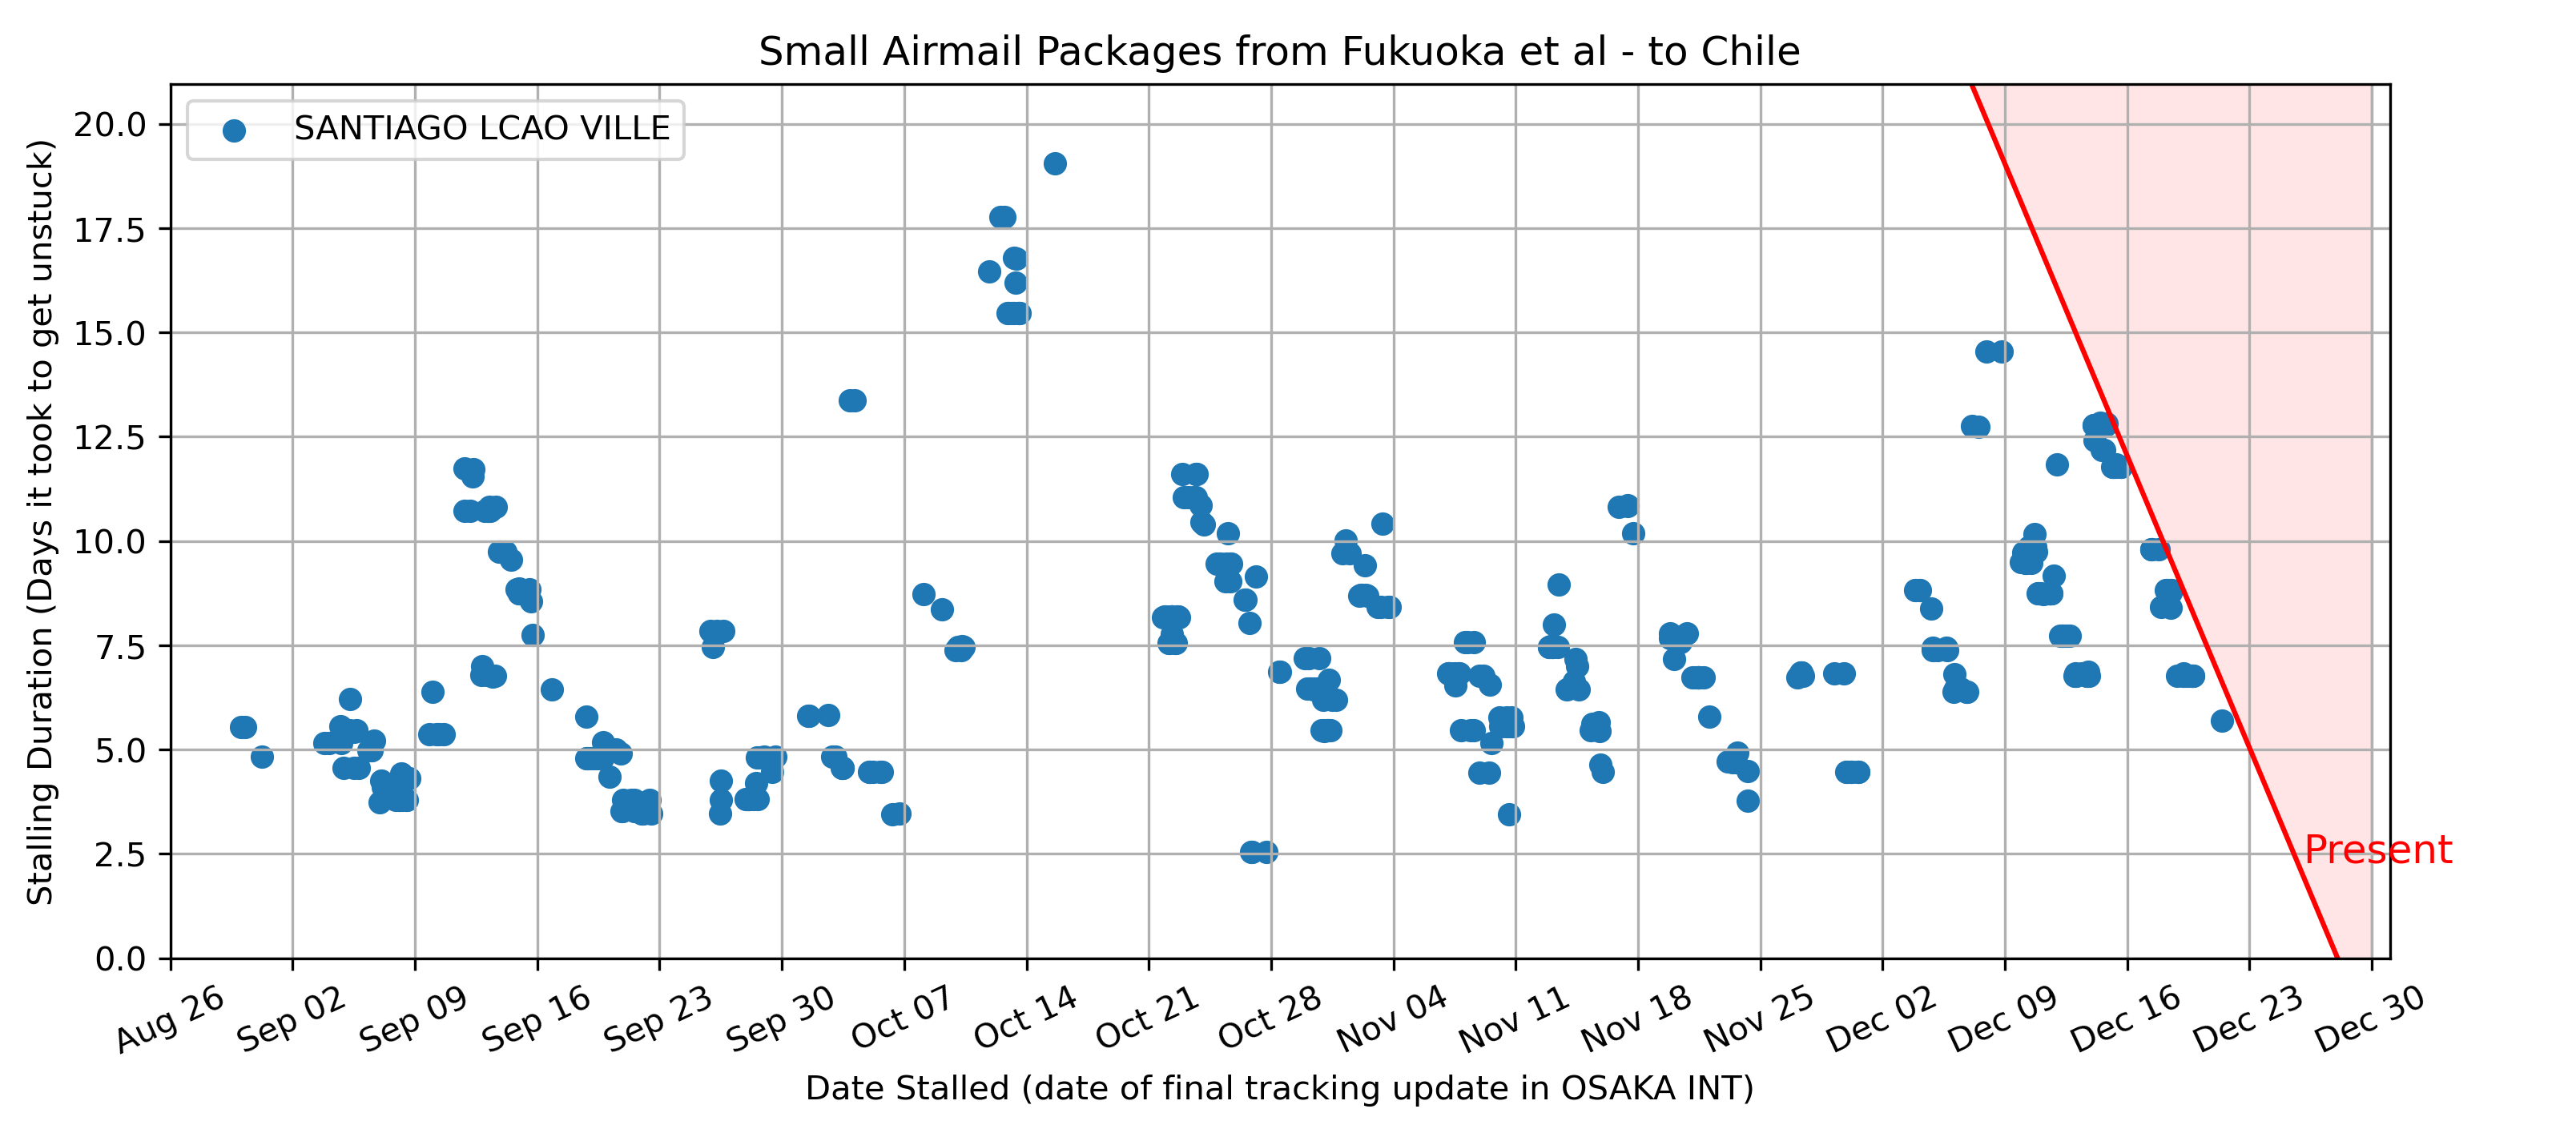 Small Airmail Packages from Fukuoka et al - to Chile
SANTIAGO LCAO VILLE
Stalling Duration (Days it took to get unstuck)
20.0
17.5
15.0
12.5
10.0
7.5
5.0
2.5
0.0
Present
Aug 26
Sep 02
Sep 09
Sep 16
Sep 23
Sep 30
Oct 07
Oct 14
Oct 21
Oct 28
Nov 04
Nov 11
Nov 18
Nov 25
Dec 02
Dec 09
Dec 16
Dec 23
Dec 30
Date Stalled (date of final tracking update in OSAKA INT)